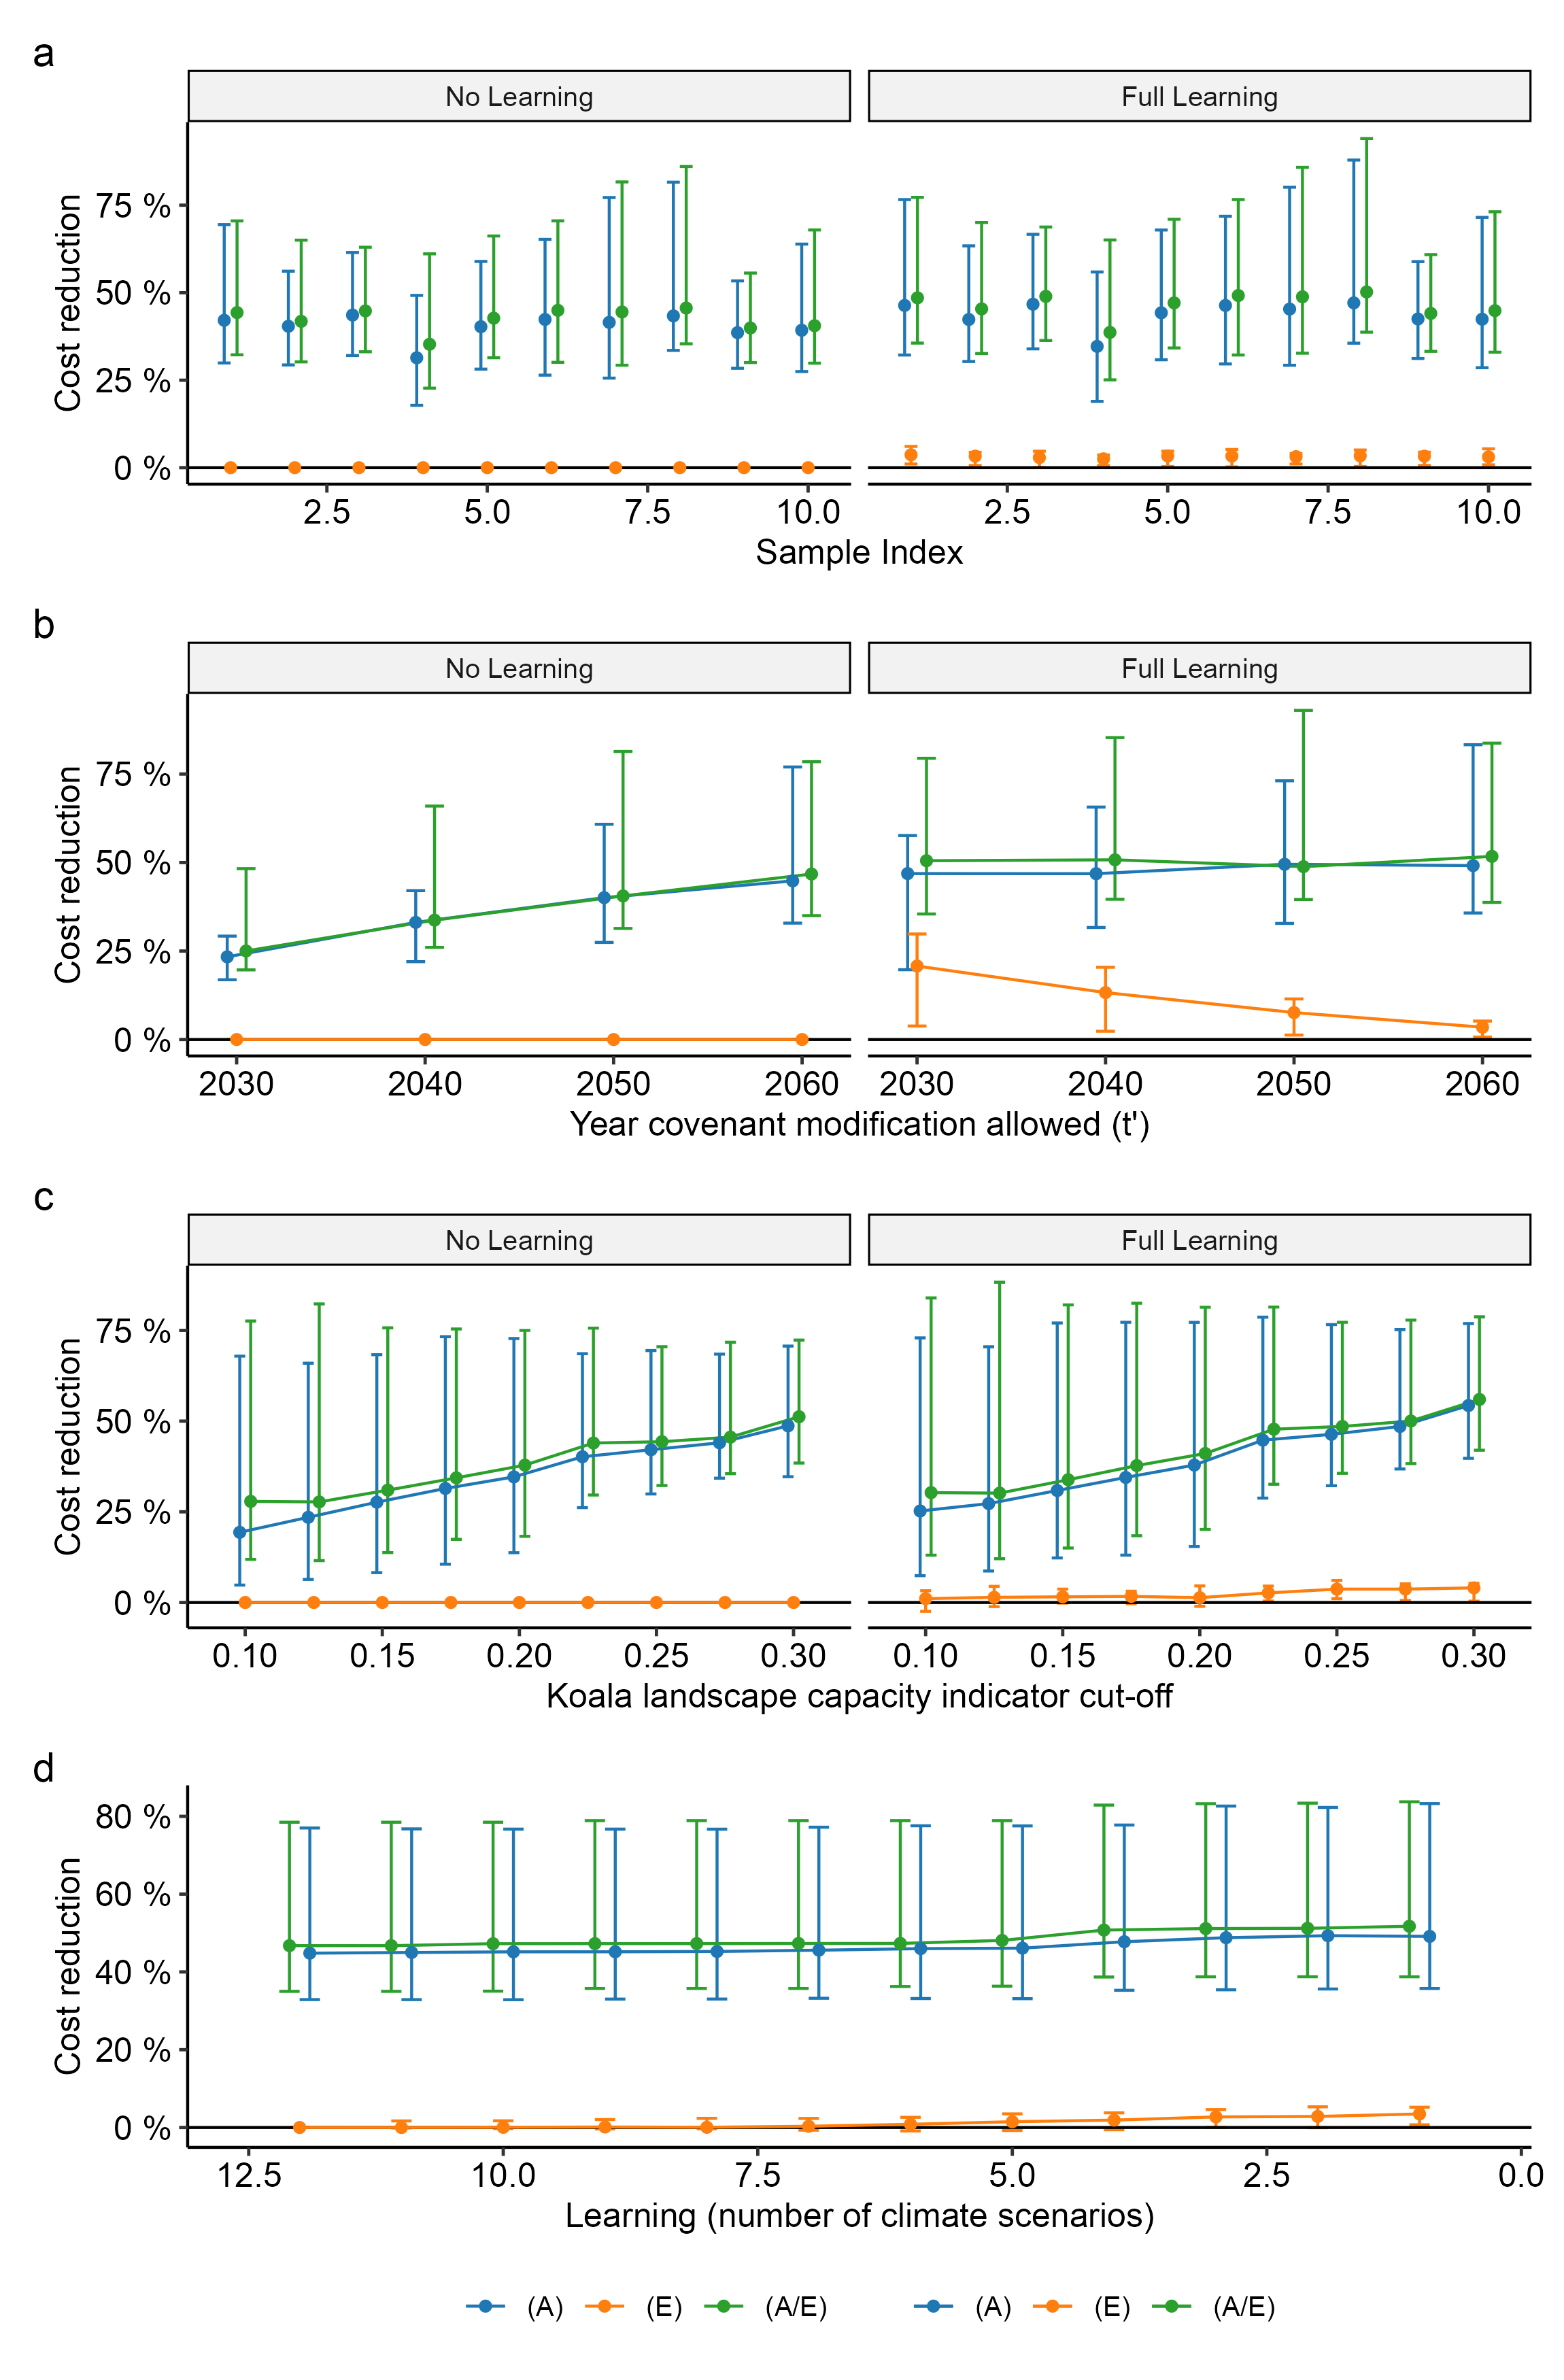 a
No Learning
Full Learning
Cost reduction
75 %
50 %
25 %
0 %
2.5
5.0
7.5
10.0
2.5
5.0
7.5
10.0
Sample Index
b
No Learning
Full Learning
Cost reduction
75 %
50 %
25 %
0 %
2030
2040
2050
2060
2030
2040
2050
2060
Year covenant modification allowed (t')
c
No Learning
Full Learning
Cost reduction
75 %
50 %
25 %
0 %
0.10
0.15
0.20
0.25
0.30
0.10
0.15
0.20
0.25
0.30
Koala landscape capacity indicator cut-off
d
Cost reduction
80 %
60 %
40 %
20 %
0 %
12.5
10.0
7.5
5.0
2.5
0.0
Learning (number of climate scenarios)
(A)
(E)
(A/E)
(A)
(E)
(A/E)